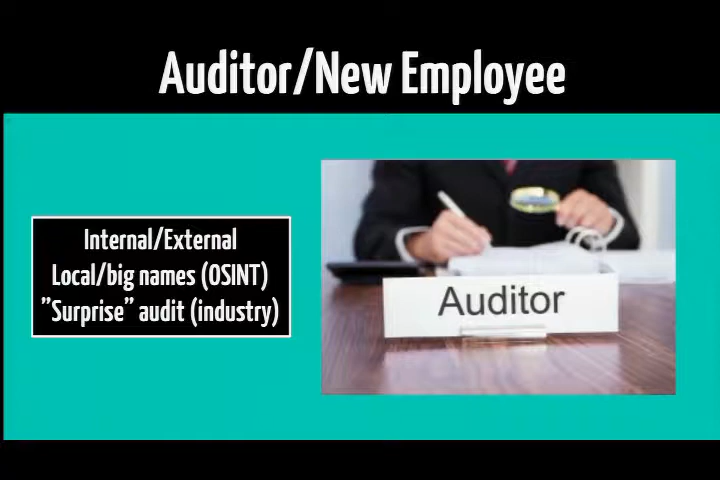 Auditor/New Employee
Internal/External
Local/big names (OSINT)
"Surprise" audit (industry)
Auditor